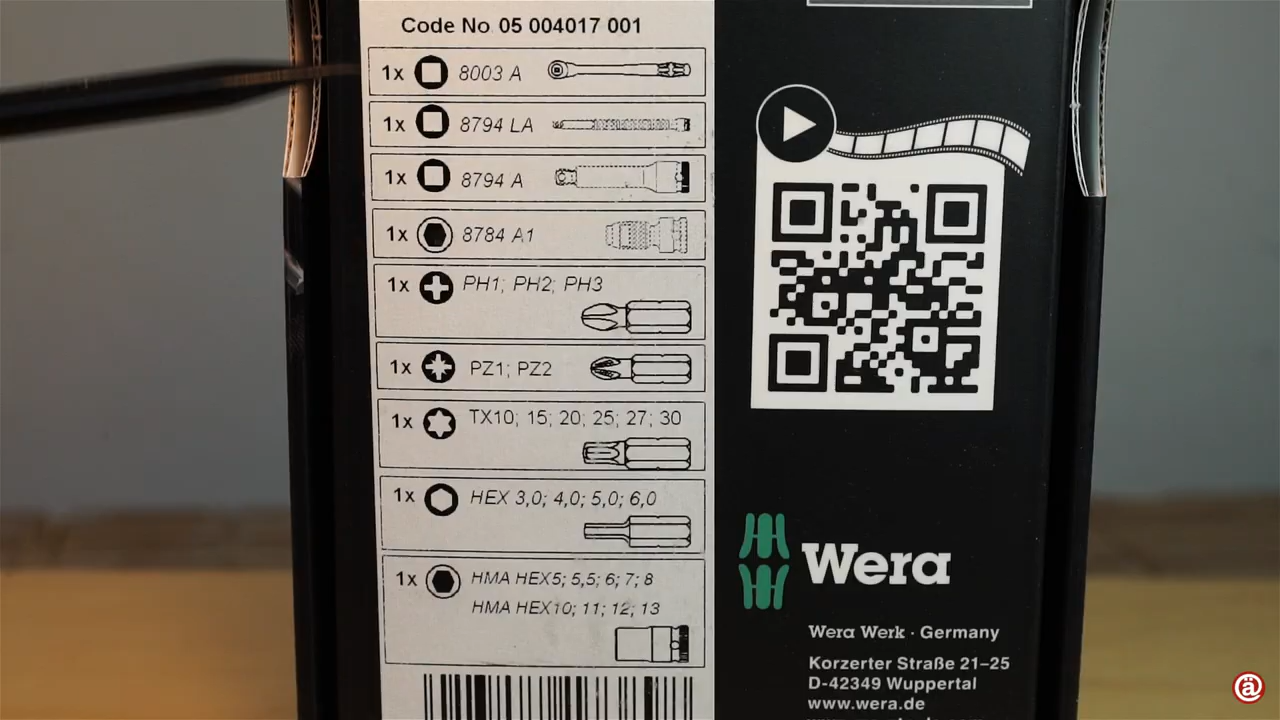 Code No 05 004017 001
1x 8003 A
1x 8794 LA
1x 8794 A
1x 8784 A1
1x PH1; PH2; PH3
1x PZ1; PZ2
1x TX10; 15; 20; 25; 27; 30
1x HEX 3,0; 4,0; 5,0; 6,0
1x HMA HEX5; 5,5; 6; 7; 8
HMA HEX10; 11; 12; 13
Wera
Wera Werk · Germany
Korzerter Straße 21–25
D-42349 Wuppertal
www.wera.de
ä